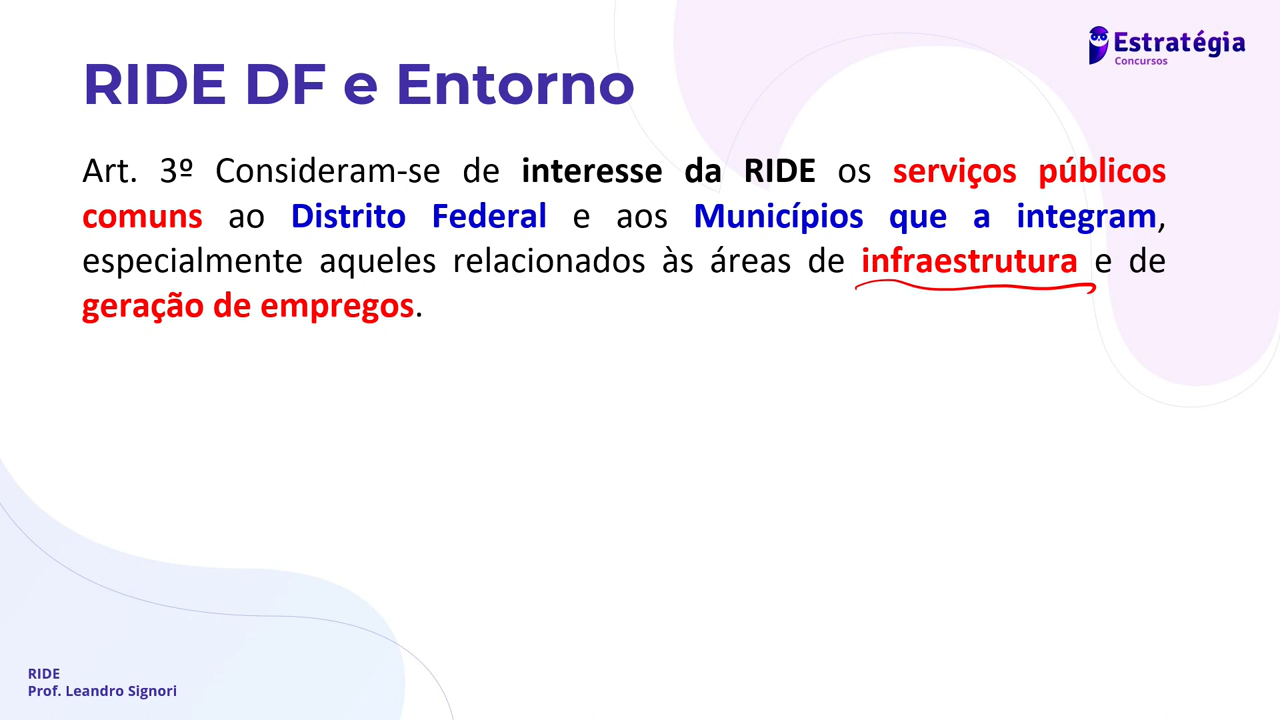 Estratégia
Concursos
RIDE DF e Entorno
Art. 3º Consideram-se de interesse da RIDE os serviços públicos
comuns ao Distrito Federal e aos Municípios que a integram,
especialmente aqueles relacionados às áreas de infraestrutura e de
geração de empregos.
RIDE
Prof. Leandro Signori